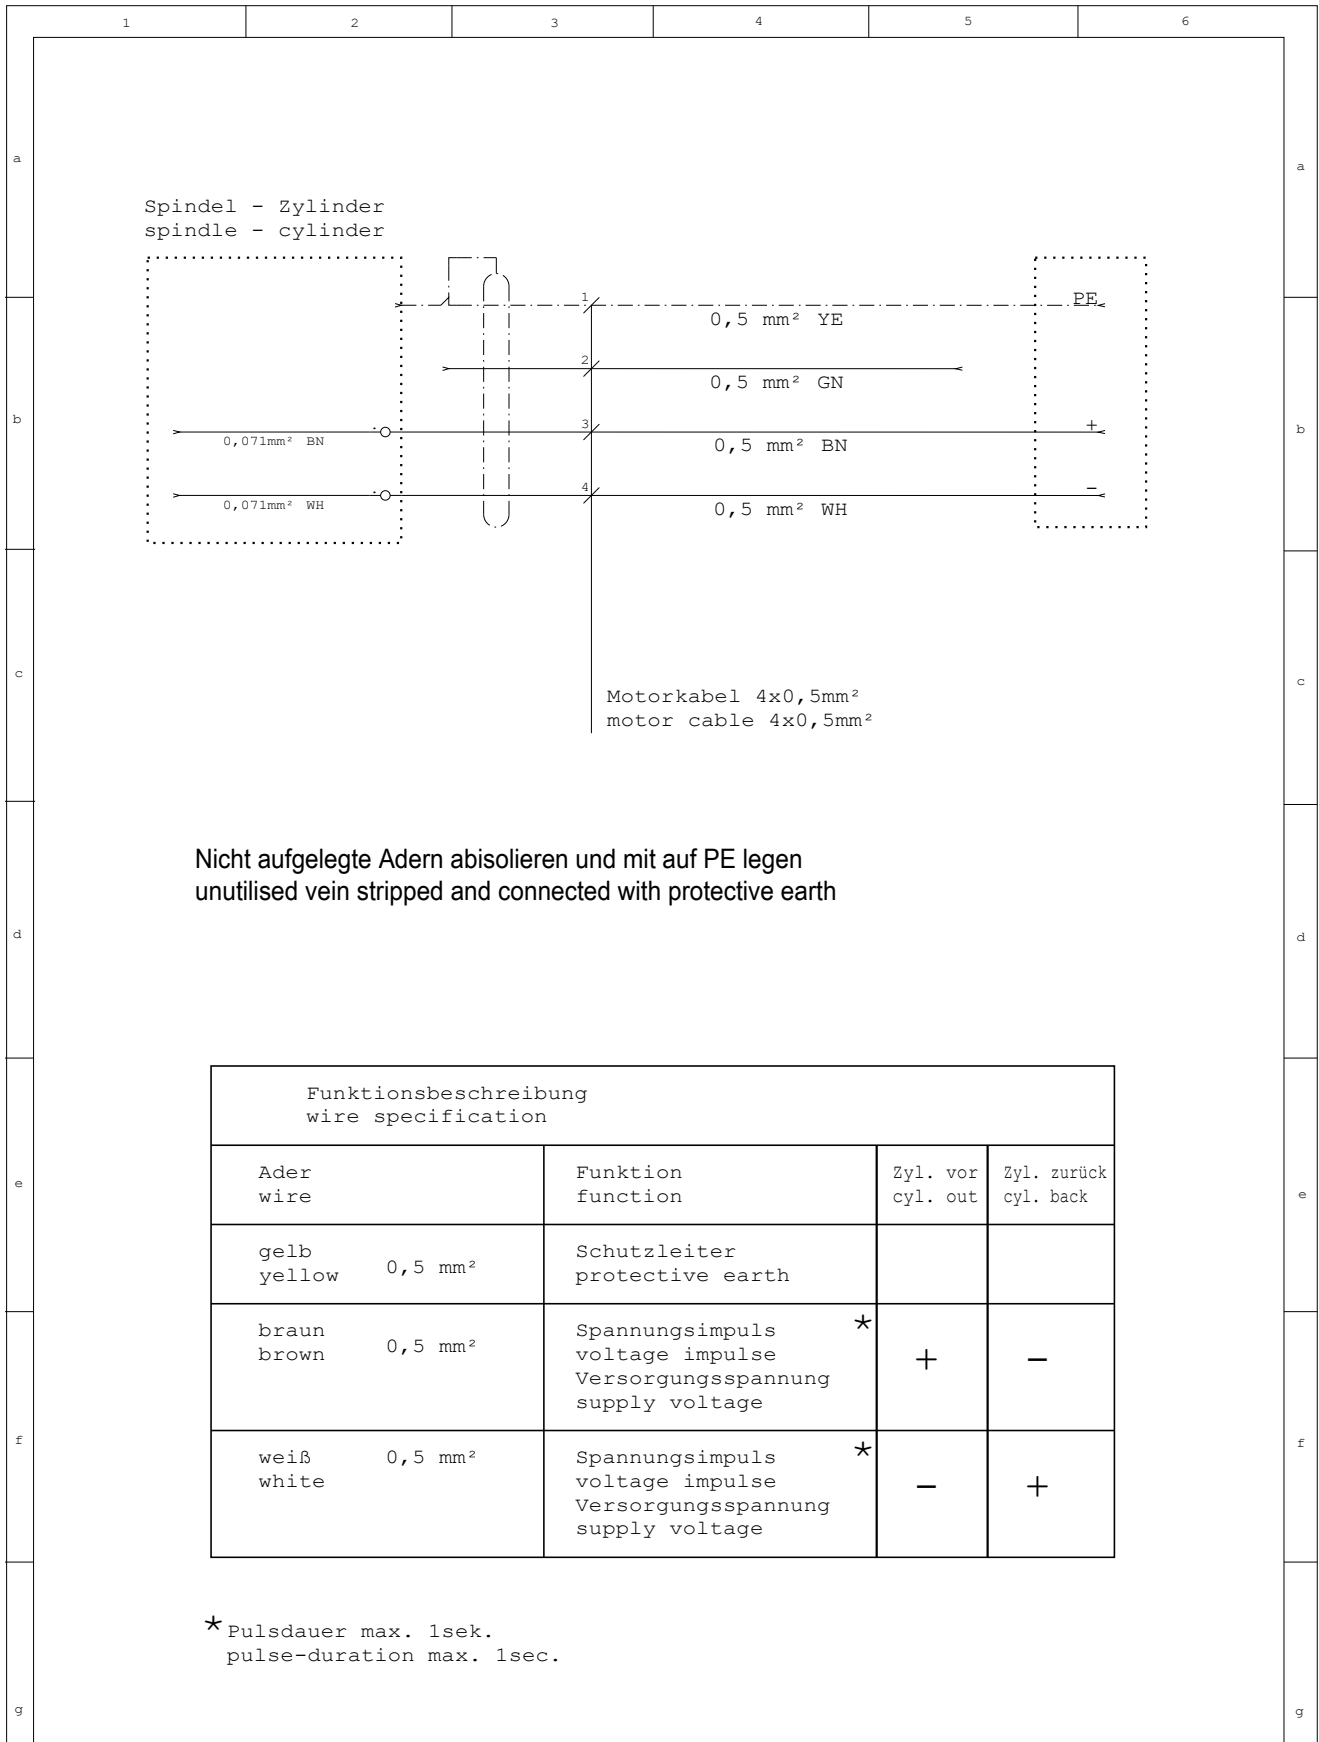 1 2 3 4 5 6
a a
Spindel - Zylinder
spindle - cylinder
1 PE
0,5 mm² YE
2
0,5 mm² GN
b b
3 +
0,071mm² BN 0,5 mm² BN
4 -
0,071mm² WH 0,5 mm² WH
c c
Motorkabel 4x0,5mm²
motor cable 4x0,5mm²
Nicht aufgelegte Adern abisolieren und mit auf PE legen
unutilised vein stripped and connected with protective earth
d d
Funktionsbeschreibung
wire specification
e e
Ader Funktion Zyl. vor Zyl. zurück
wire function cyl. out cyl. back
gelb Schutzleiter
yellow 0,5 mm² protective earth
braun Spannungsimpuls *
brown 0,5 mm² voltage impulse + -
Versorgungsspannung
supply voltage
f f
weiß 0,5 mm² Spannungsimpuls *
white voltage impulse - +
Versorgungsspannung
supply voltage
* Pulsdauer max. 1sek.
pulse-duration max. 1sec.
g g